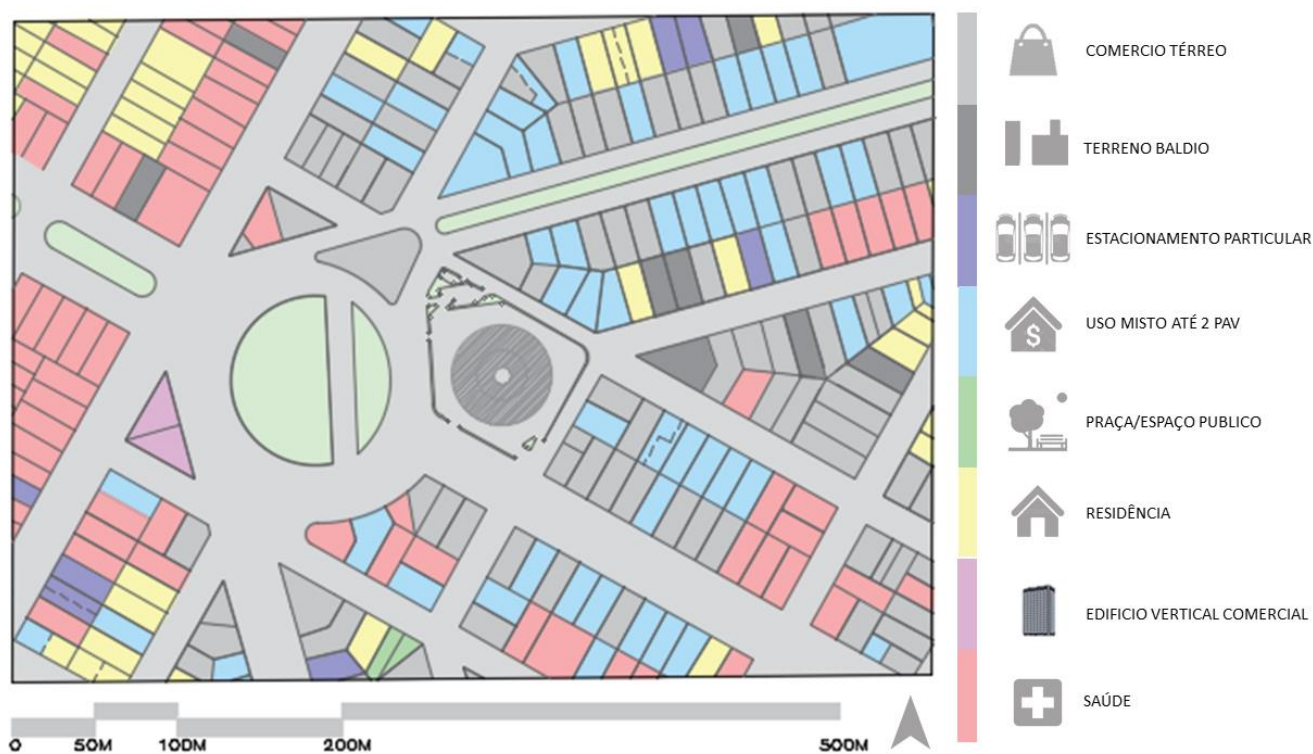 COMERCIO TÉRREO
TERRENO BALDIO
ESTACIONAMENTO PARTICULAR
USO MISTO ATÉ 2 PAV
PRAÇA/ESPAÇO PUBLICO
RESIDÊNCIA
EDIFICIO VERTICAL COMERCIAL
SAÚDE
0 50M 100M 200M 500M